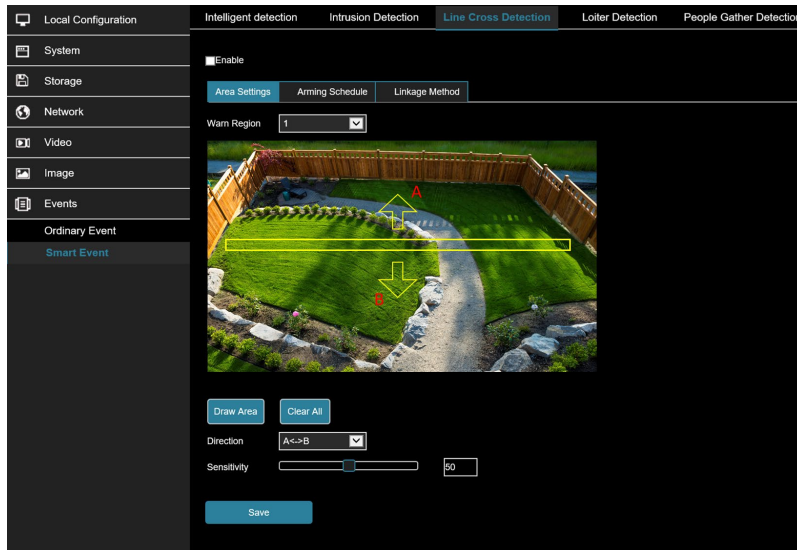 Local Configuration
System
Storage
Network
Video
Image
Events
Ordinary Event
Smart Event
Intelligent detection Intrusion Detection Line Cross Detection Loiter Detection People Gather Detection
Enable
Area Settings Arming Schedule Linkage Method
Warn Region 1
A
B
Draw Area Clear All
Direction A<->B
Sensitivity 50
Save